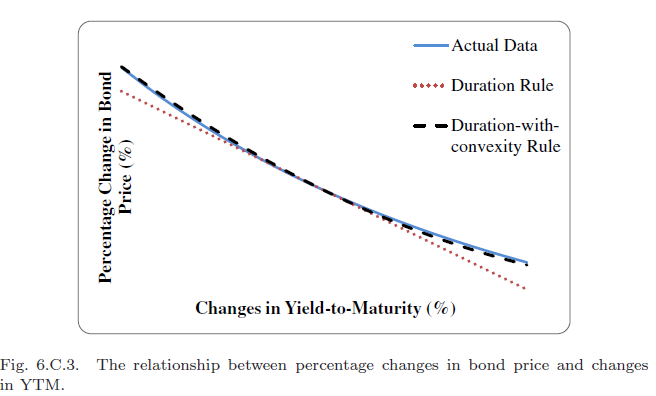 Percentage Change in Bond
Price (%)
Actual Data
Duration Rule
Duration-with-
convexity Rule
Changes in Yield-to-Maturity (%)
Fig. 6.C.3. The relationship between percentage changes in bond price and changes
in YTM.